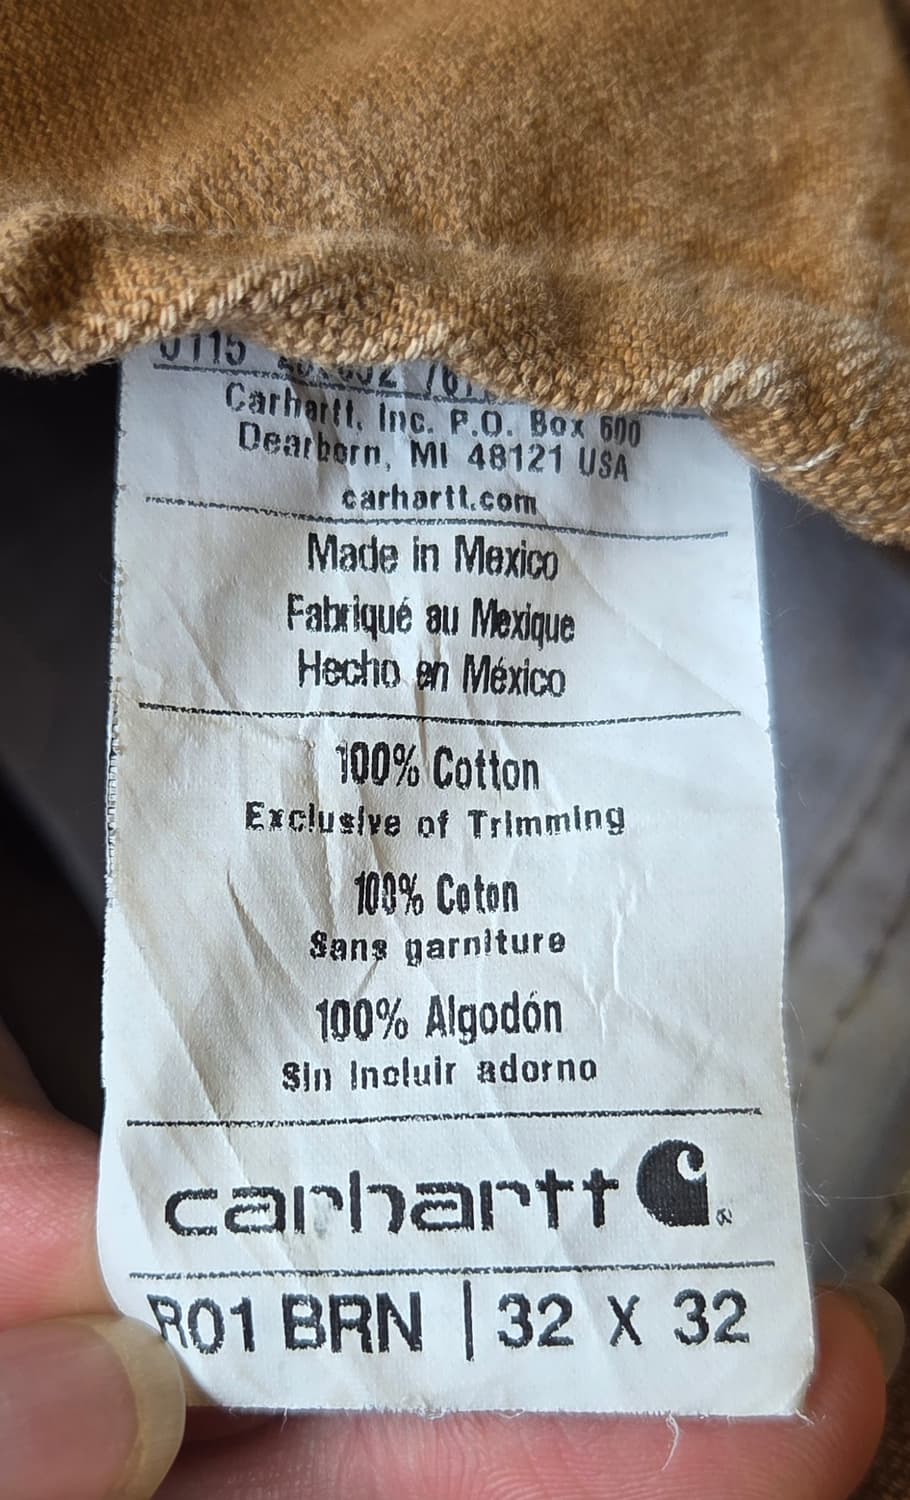 0115
Carhartt, Inc. P.O. Box 600
Dearborn, MI 48121 USA
carhartt.com
Made in Mexico
Fabriqué au Mexique
Hecho en México
100% Cotton
Exclusive of Trimming
100% Coton
Sans garniture
100% Algodón
Sin Incluir adorno
carhartt ®
R01 BRN | 32 X 32